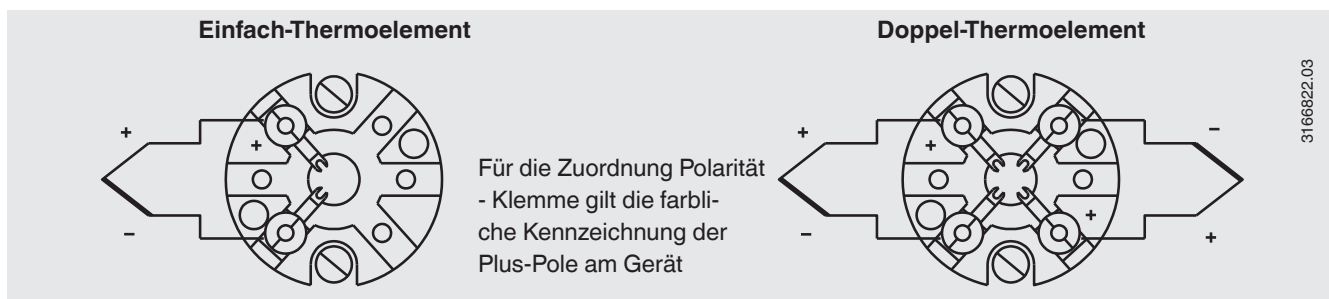 Einfach-Thermoelement
+
-
+
Für die Zuordnung Polarität
- Klemme gilt die farbli-
che Kennzeichnung der
Plus-Pole am Gerät
Doppel-Thermoelement
+
-
+
+
-
+
3166822.03